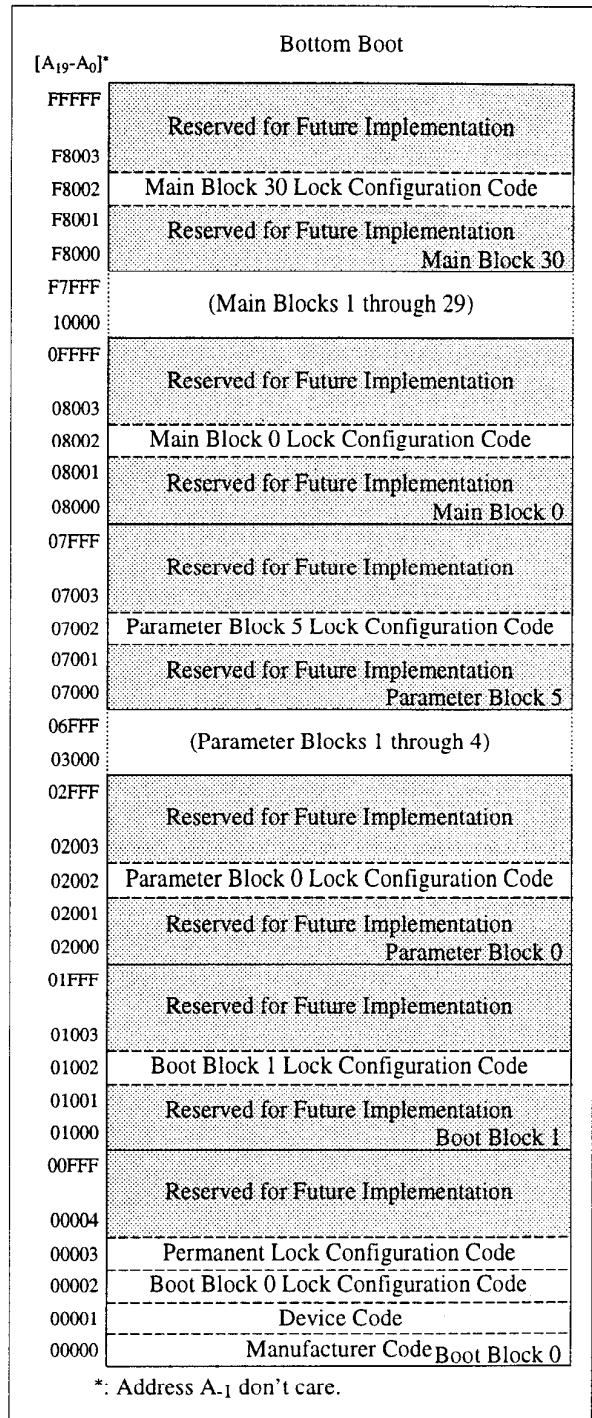 Bottom Boot
[A19-A0]*
FFFFF
Reserved for Future Implementation
F8003
F8002 Main Block 30 Lock Configuration Code
F8001
Reserved for Future Implementation
F8000
Main Block 30
F7FFF
(Main Blocks 1 through 29)
10000
0FFFF
Reserved for Future Implementation
08003
08002 Main Block 0 Lock Configuration Code
08001
Reserved for Future Implementation
08000
Main Block 0
07FFF
Reserved for Future Implementation
07003
07002 Parameter Block 5 Lock Configuration Code
07001
Reserved for Future Implementation
07000
Parameter Block 5
06FFF
(Parameter Blocks 1 through 4)
03000
02FFF
Reserved for Future Implementation
02003
02002 Parameter Block 0 Lock Configuration Code
02001
Reserved for Future Implementation
02000
Parameter Block 0
01FFF
Reserved for Future Implementation
01003
01002 Boot Block 1 Lock Configuration Code
01001
Reserved for Future Implementation
01000
Boot Block 1
00FFF
Reserved for Future Implementation
00004
00003 Permanent Lock Configuration Code
00002 Boot Block 0 Lock Configuration Code
00001 Device Code
00000 Manufacturer Code Boot Block 0
*: Address A-1 don't care.